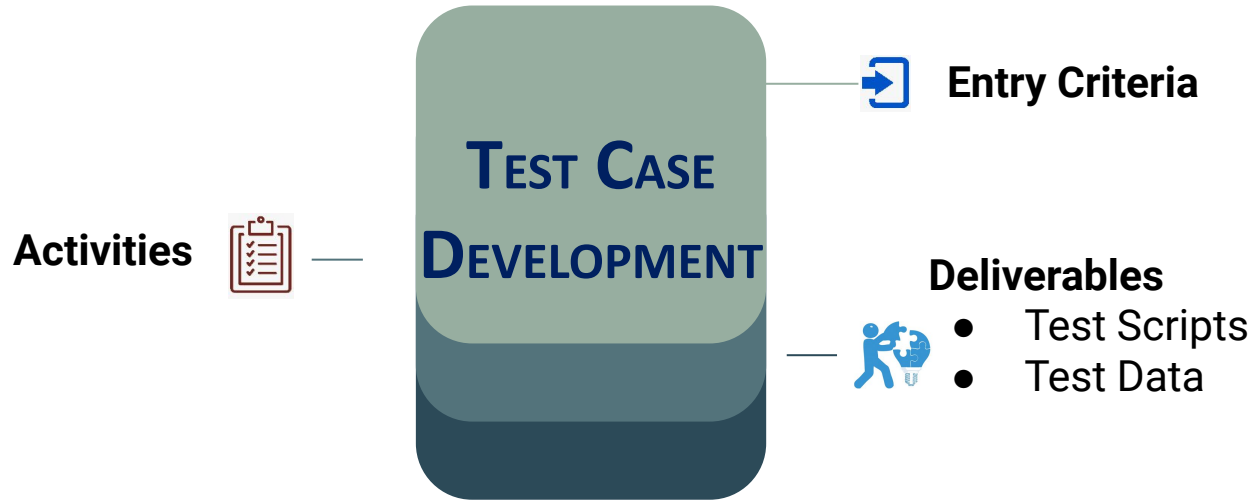 Entry Criteria
TEST CASE
DEVELOPMENT
Activities
Deliverables
● Test Scripts
● Test Data